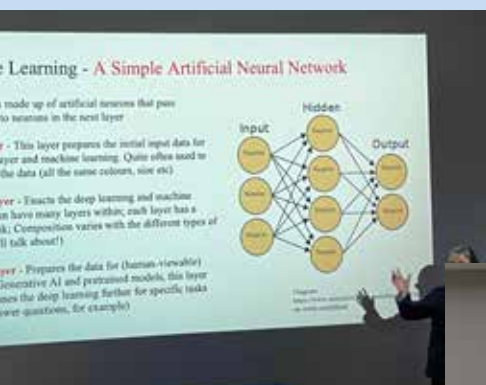 e Learning - A Simple Artificial Neural Network
made up of artificial neurons that pass
to neurons in the next layer
r - This layer prepares the initial input data for
ayer and machine learning. Quite often used to
the data (all the same colours, size etc)
yer - Enacts the deep learning and machine
n have many layers within; each layer has a
k; Composition varies with the different types of
ll talk about!)
yer - Prepares the data for (human-viewable)
Generative AI and pretrained models, this layer
nes the deep learning further for specific tasks
wer questions, for example)
Hidden
Input
Output